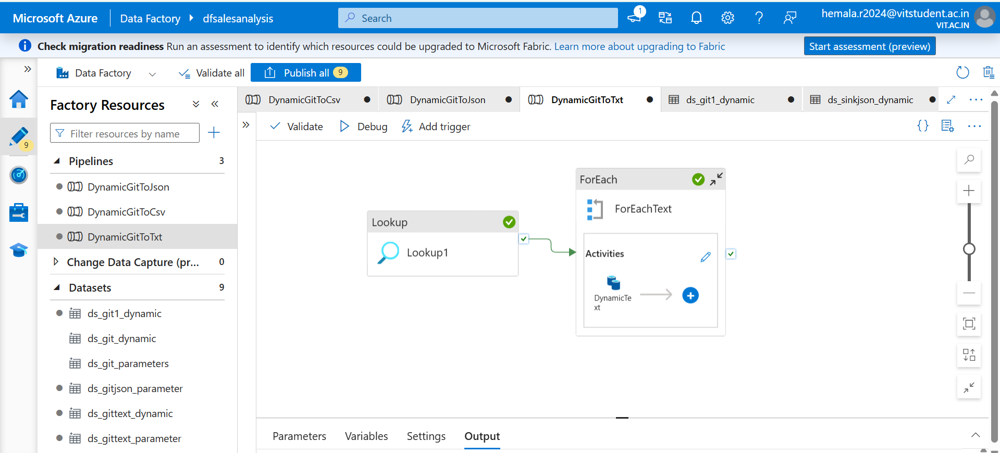 Microsoft Azure Data Factory dfsalesanalysis Search 1 hemala.r2024@vitstudent.ac.in
VIT.AC.IN
Check migration readiness Run an assessment to identify which resources could be upgraded to Microsoft Fabric. Learn more about upgrading to Fabric Start assessment (preview)
Data Factory Validate all Publish all 9
Factory Resources
DynamicGitToCsv DynamicGitToJson DynamicGitToTxt ds_git1_dynamic ds_sinkjson_dynamic
Validate Debug Add trigger
Filter resources by name
9
Pipelines 3
DynamicGitToJson
DynamicGitToCsv
DynamicGitToTxt
Change Data Capture (pr... 0
Datasets 9
ds_git1_dynamic
ds_git_dynamic
ds_git_parameters
ds_gitjson_parameter
ds_gittext_dynamic
ds_gittext_parameter
Lookup
Lookup1
ForEach
ForEachText
Activities
DynamicTe
xt
Parameters Variables Settings Output